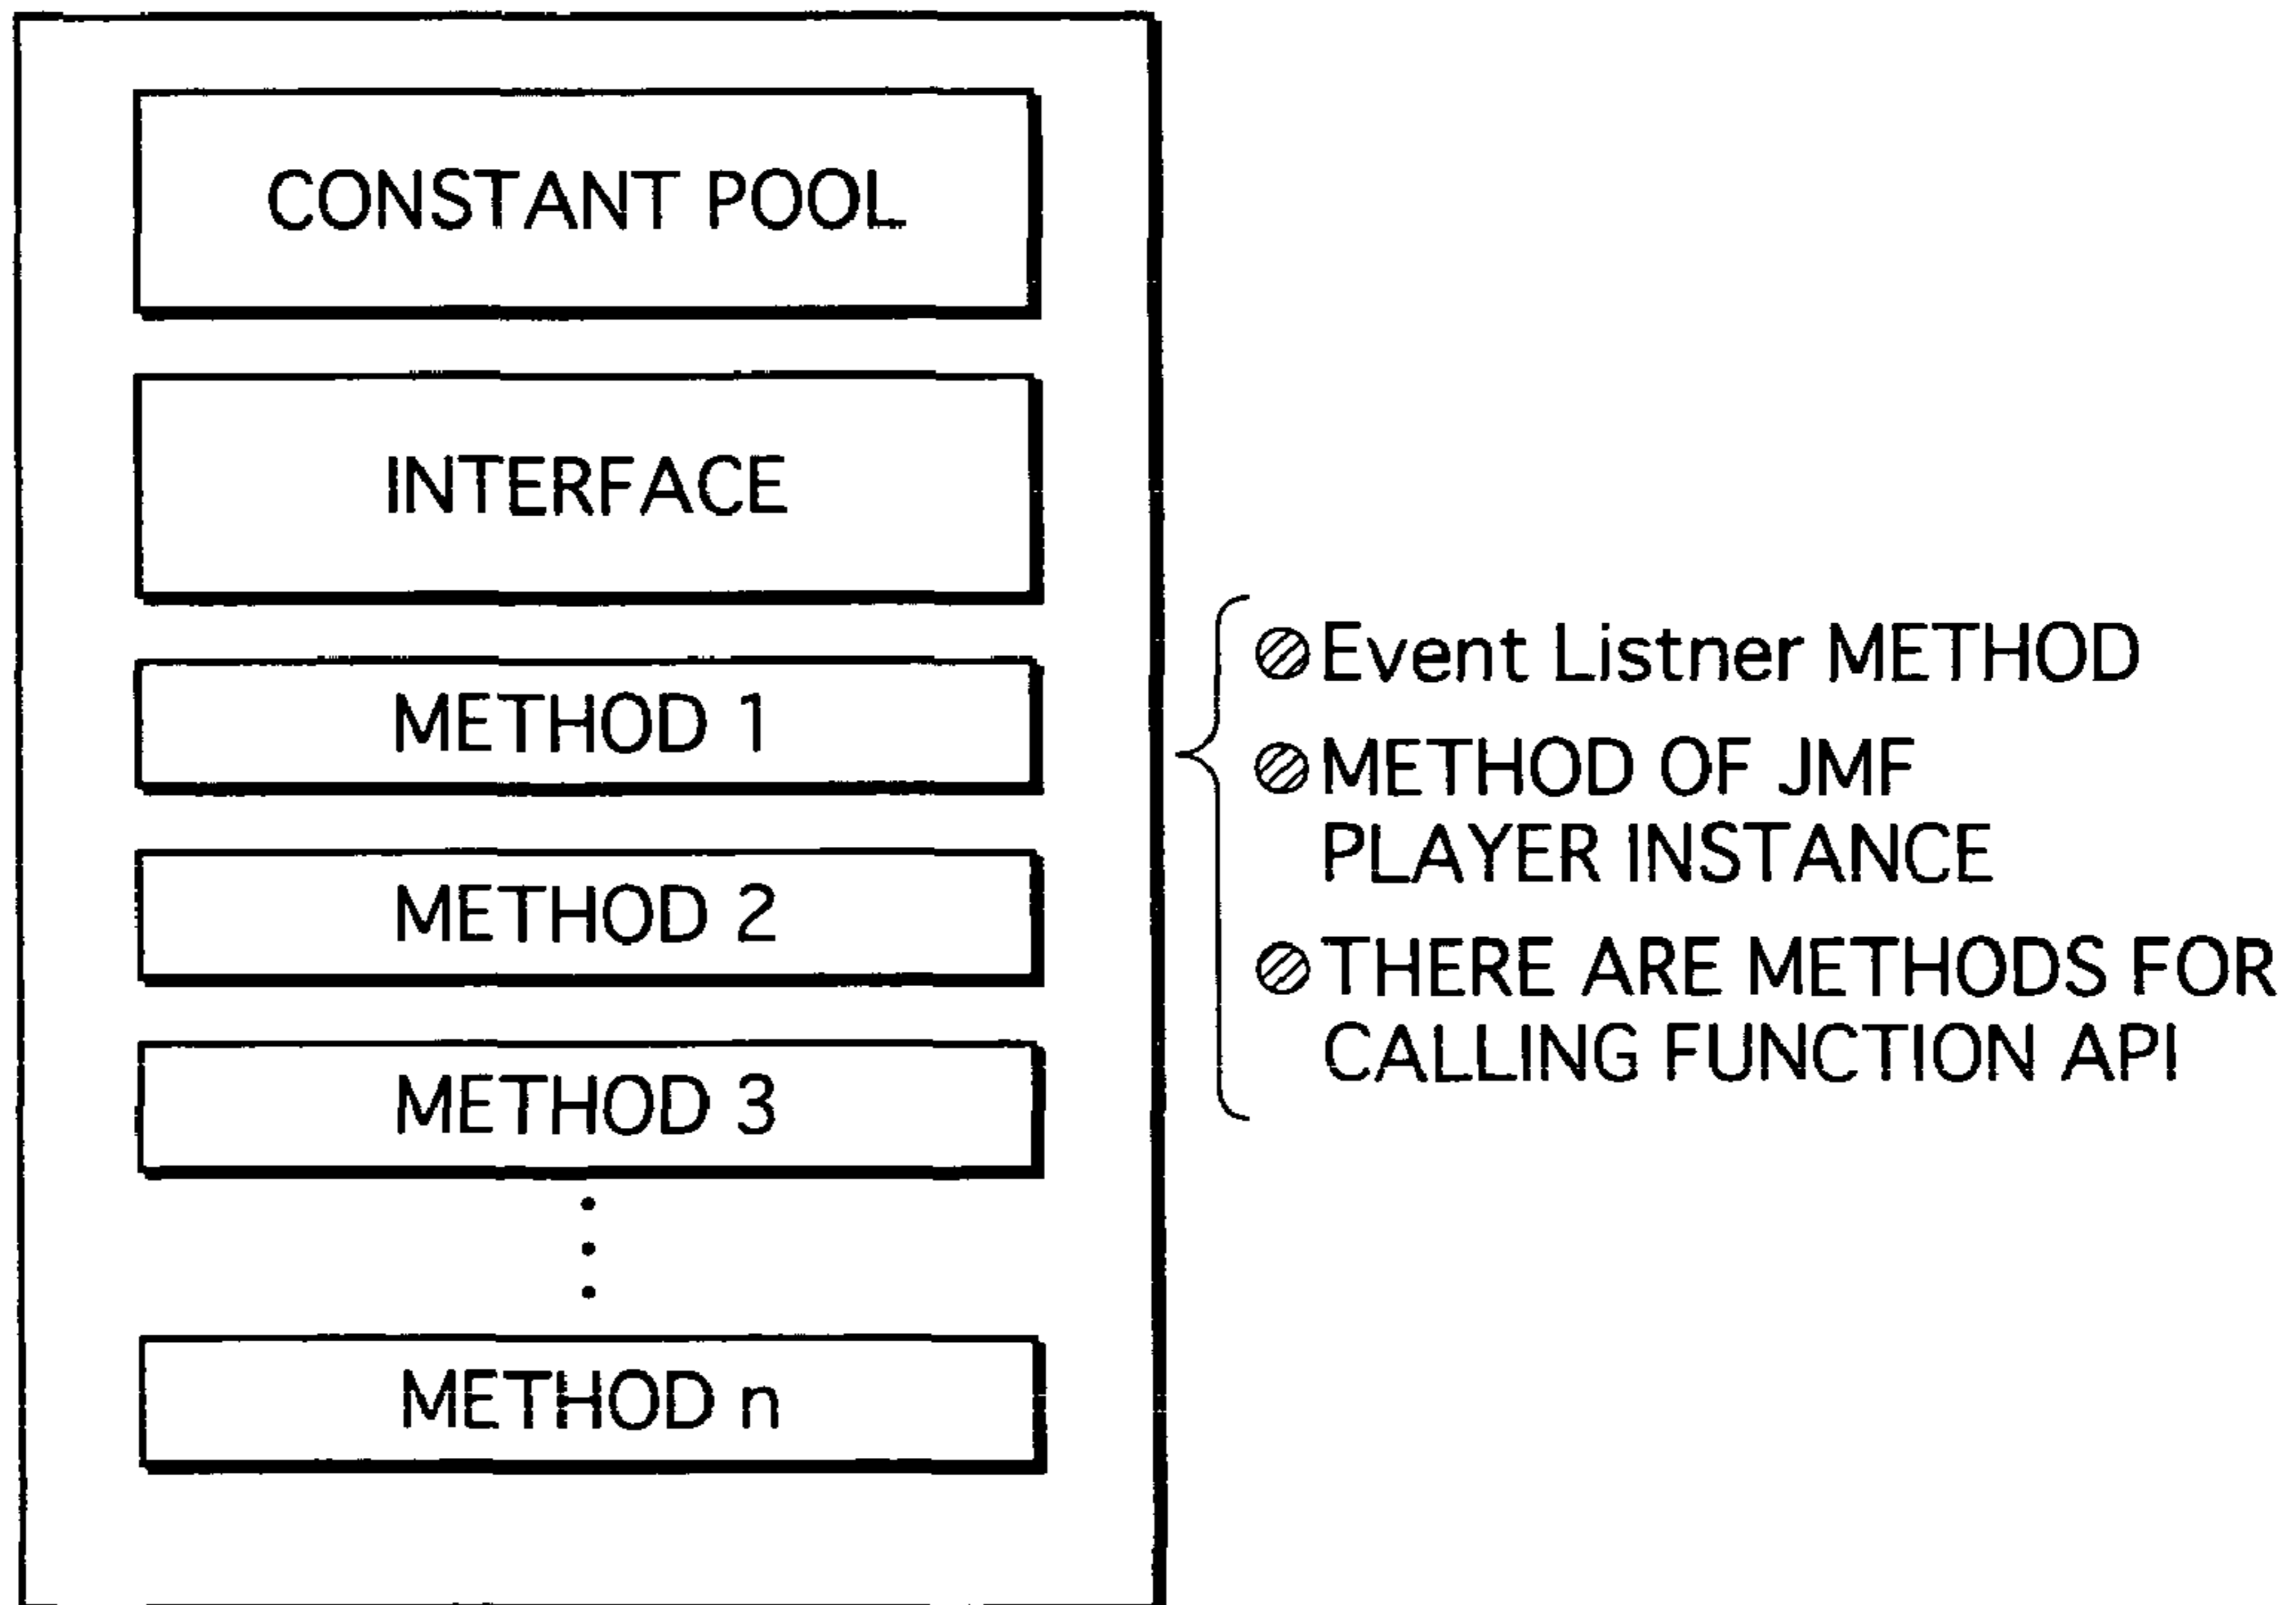 CONSTANT POOL
INTERFACE
METHOD 1
METHOD 2
METHOD 3
METHOD n
Event Listner METHOD
METHOD OF JMF
PLAYER INSTANCE
THERE ARE METHODS FOR
CALLING FUNCTION API